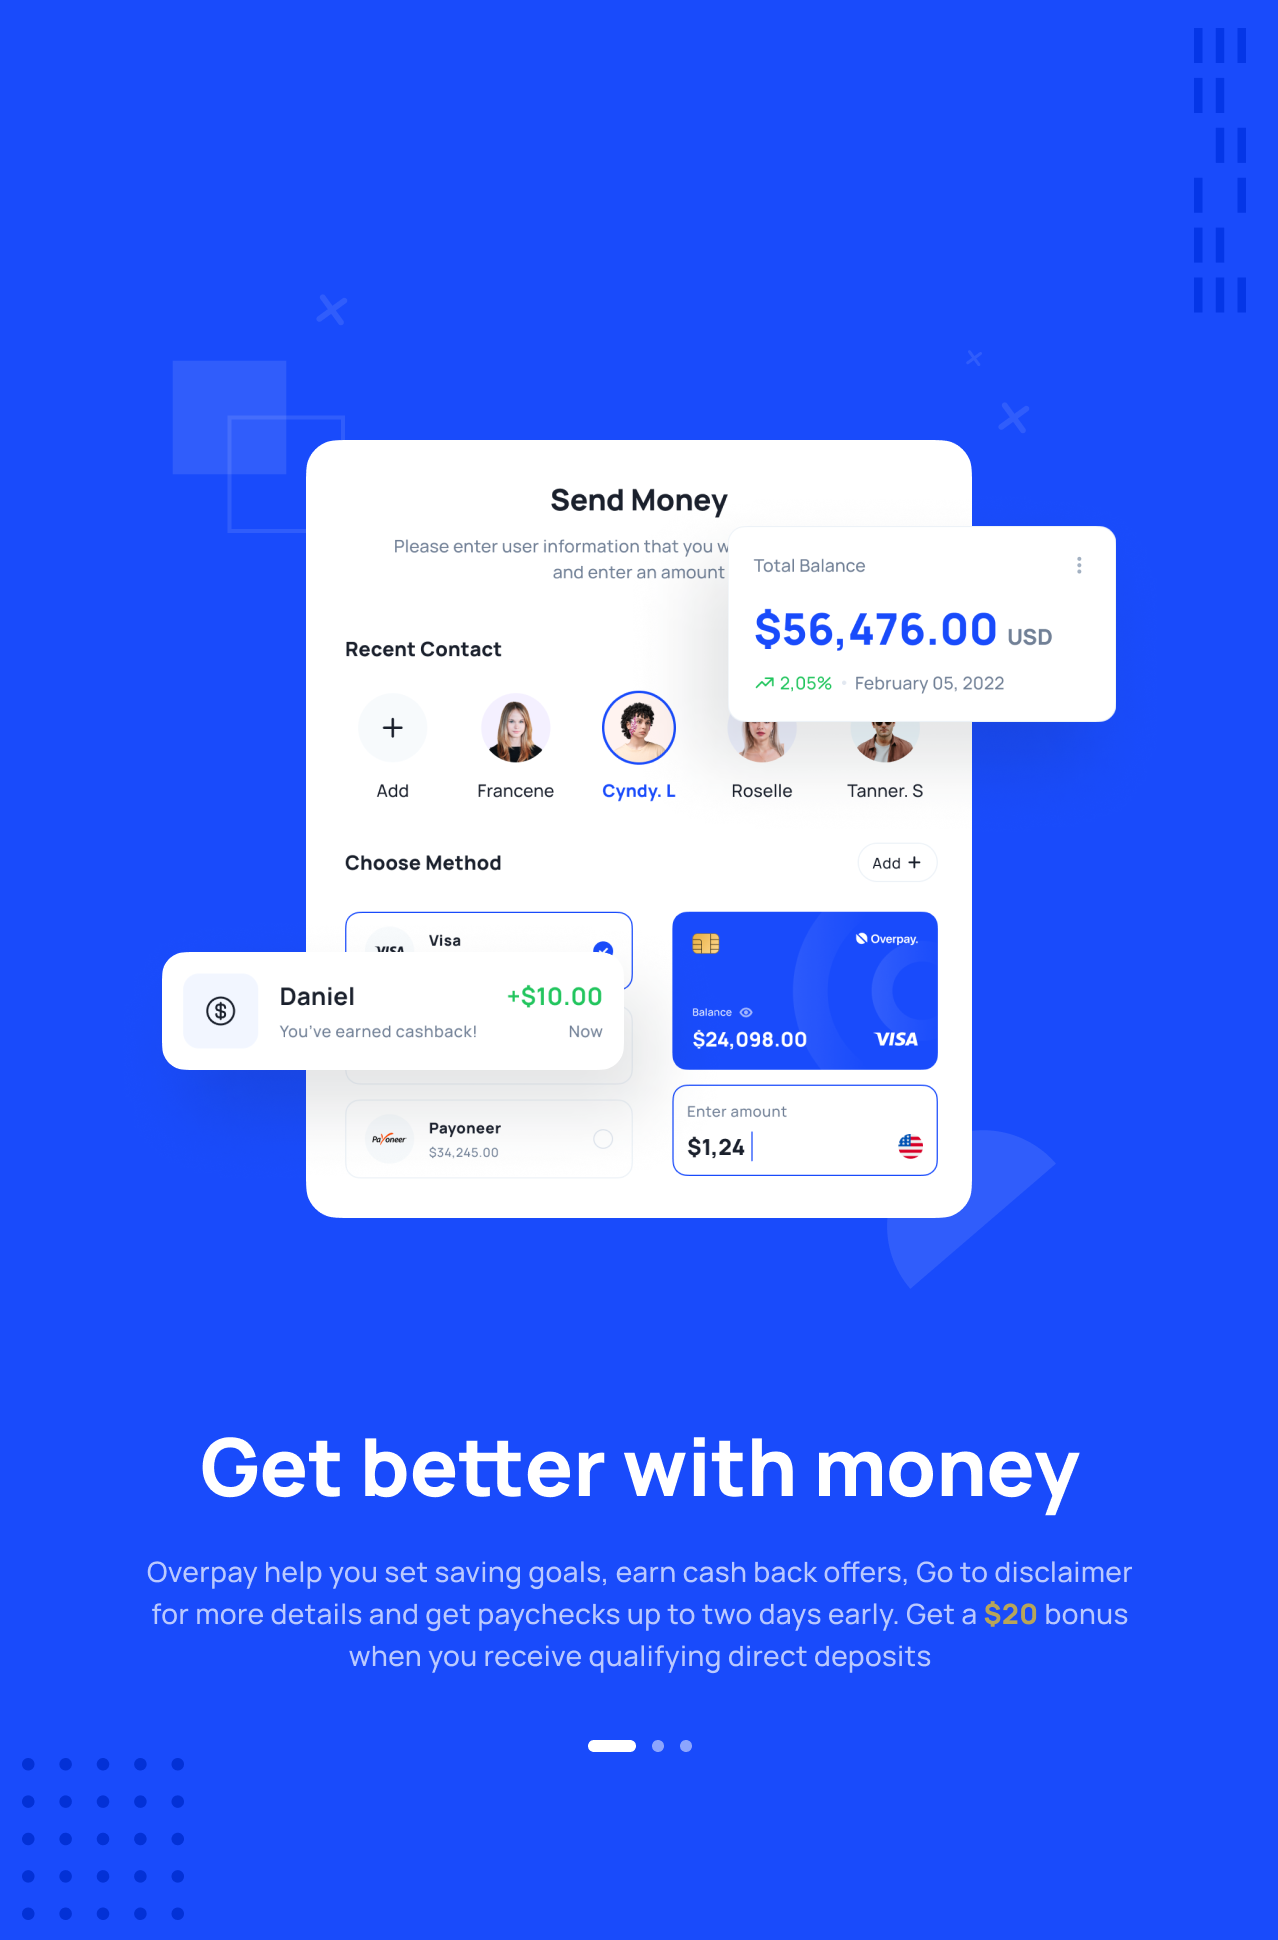 Send Money
Please enter user information that you
and enter an amount
Total Balance
$56,476.00 USD
2,05% • February 05, 2022
Recent Contact
Add
Francene
Cyndy. L
Roselle
Tanner. S
Choose Method
Add +
VISA
Visa
Daniel
+$10.00
You've earned cashback!
Now
Payoneer
Payoneer
$34,245.00
Overpay.
Balance
$24,098.00
VISA
Enter amount
$1,24
Get better with money
Overpay help you set saving goals, earn cash back offers, Go to disclaimer
for more details and get paychecks up to two days early. Get a $20 bonus
when you receive qualifying direct deposits